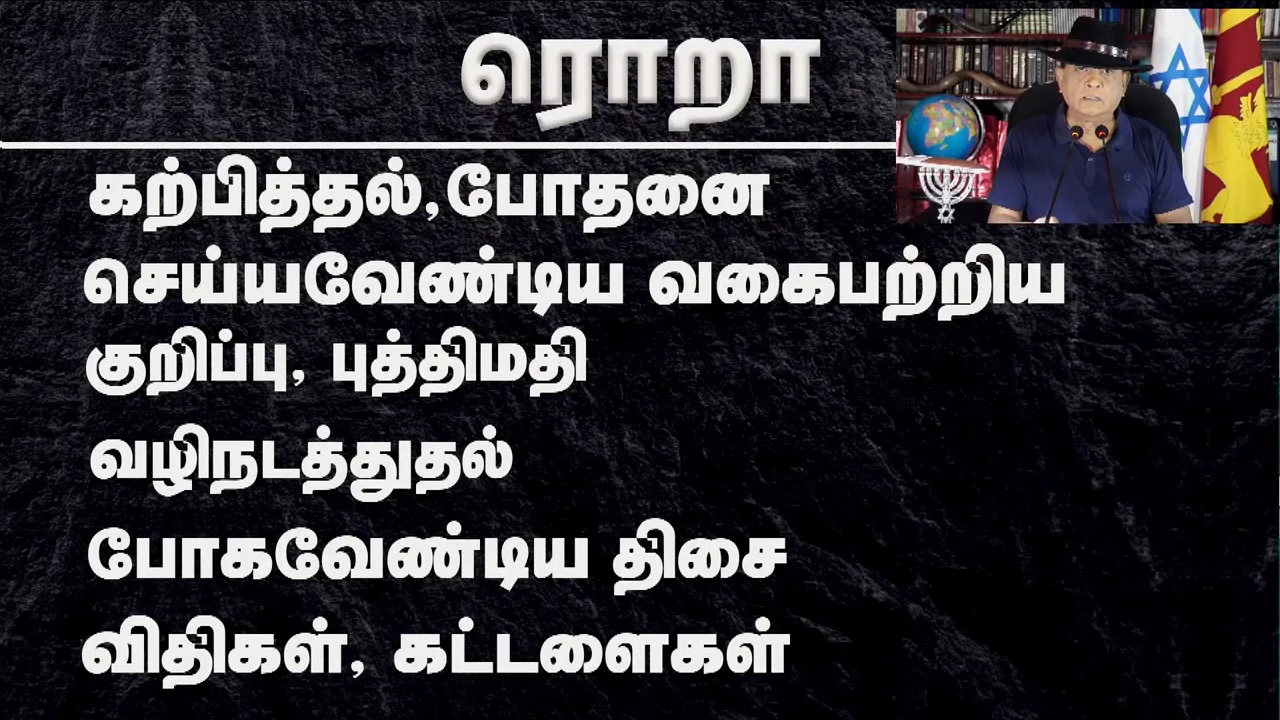 ரொறா
கற்பித்தல்,போதனை
செய்யவேண்டிய வகைபற்றிய
குறிப்பு, புத்திமதி
வழிநடத்துதல்
போகவேண்டிய திசை
விதிகள், கட்டளைகள்